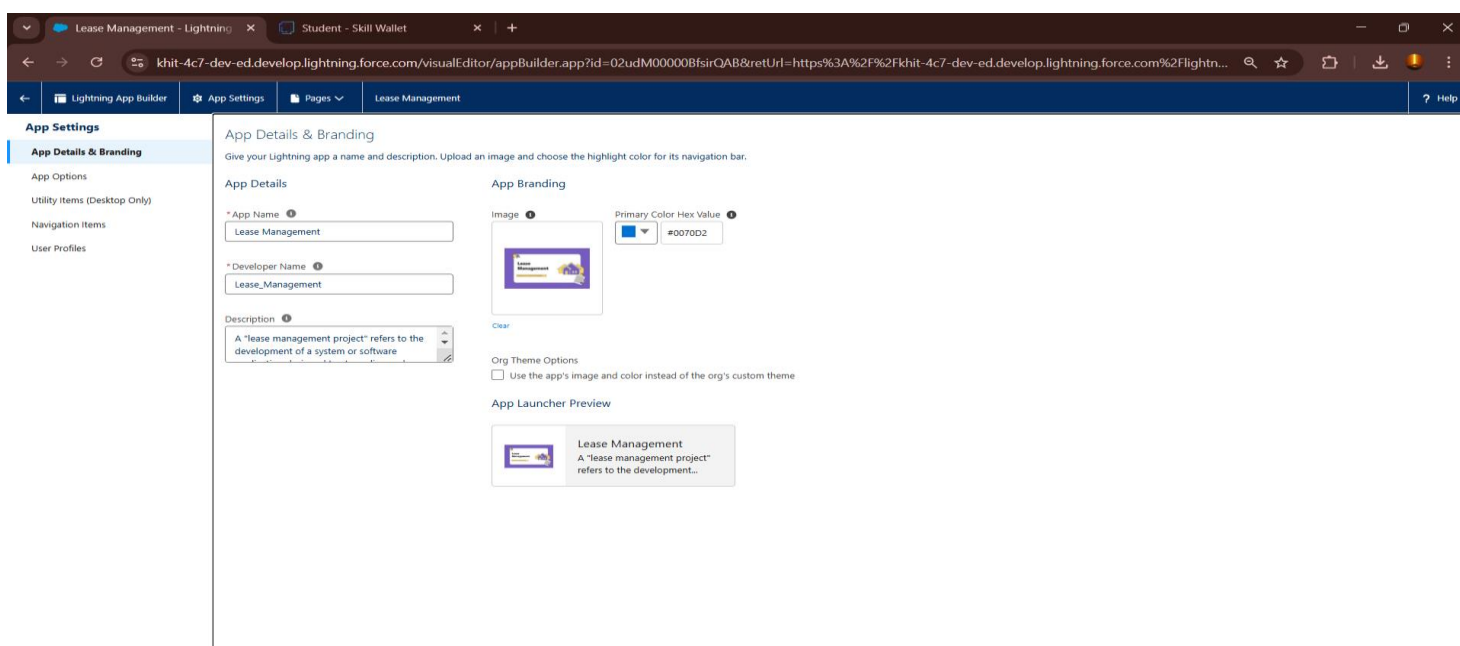 Lease Management - Lightning
Student - Skill Wallet
khit-4c7-dev-ed.develop.lightning.force.com/visualEditor/appBuilder.app?id=02udM00000BfsirQAB&retUrl=https%3A%2F%2Fkhit-4c7-dev-ed.develop.lightning.force.com%2Flightn...
Lightning App Builder
App Settings
Pages
Lease Management
? Help
App Settings
App Details & Branding
App Options
Utility Items (Desktop Only)
Navigation Items
User Profiles
App Details & Branding
Give your Lightning app a name and description. Upload an image and choose the highlight color for its navigation bar.
App Details
*App Name
Lease Management
*Developer Name
Lease_Management
Description
A "lease management project" refers to the
development of a system or software
App Branding
Image
Lease
Management
Clear
Primary Color Hex Value
#0070D2
Org Theme Options
Use the app's image and color instead of the org's custom theme
App Launcher Preview
Lease Management
A "lease management project"
refers to the development...